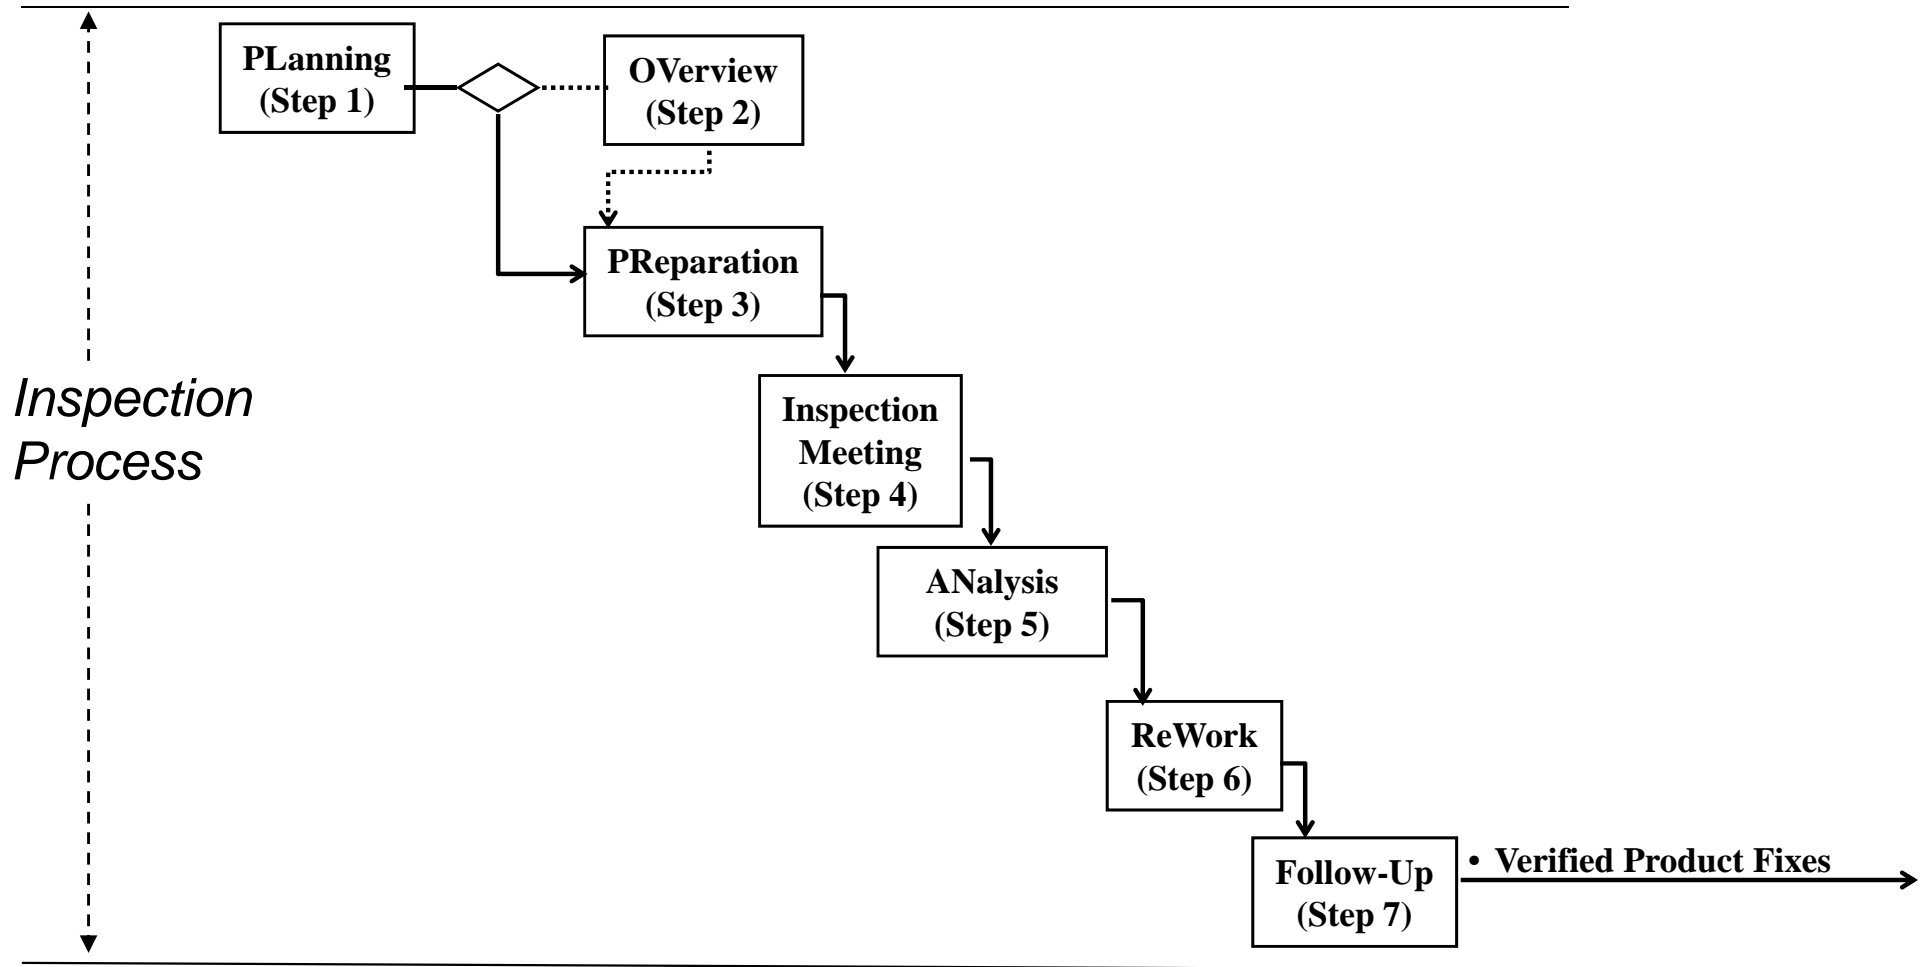 PLanning
(Step 1)
OVerview
(Step 2)
PReparation
(Step 3)
Inspection
Process
Inspection
Meeting
(Step 4)
ANalysis
(Step 5)
ReWork
(Step 6)
Follow-Up
(Step 7)
• Verified Product Fixes